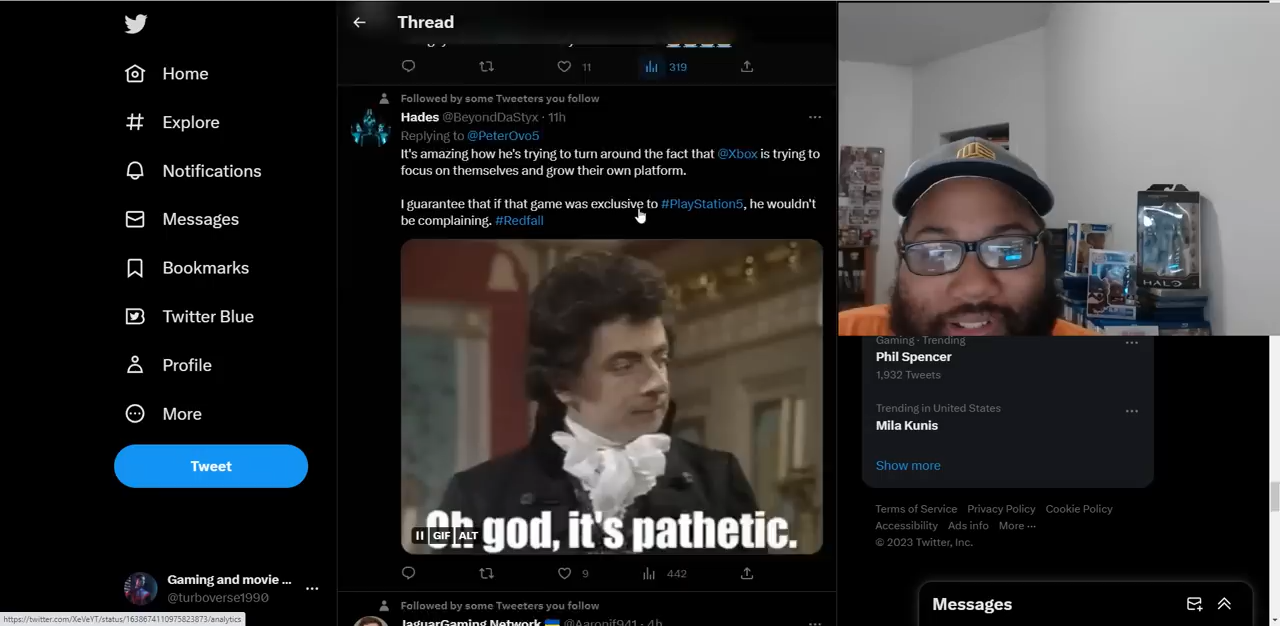 Home
Explore
Notifications
Messages
Bookmarks
Twitter Blue
Profile
More
Tweet
Gaming and movie ...
@turboverse1990
https://twitter.com/XeVeYT/status/1638674110975823873/analytics
Thread
11
319
Followed by some Tweeters you follow
Hades @BeyondDaStyx · 11h
Replying to @PeterOvo5
It's amazing how he's trying to turn around the fact that @Xbox is trying to
focus on themselves and grow their own platform.
I guarantee that if that game was exclusive to #PlayStation5, he wouldn't
be complaining. #Redfall
Oh god, it's pathetic.
GIF ALT
9
442
Followed by some Tweeters you follow
JaguarGaming Network @Aaronjf941 · 4h
HALO
Gaming · Trending
Phil Spencer
1,932 Tweets
Trending in United States
Mila Kunis
Show more
Terms of Service Privacy Policy Cookie Policy
Accessibility Ads info More ...
© 2023 Twitter, Inc.
Messages